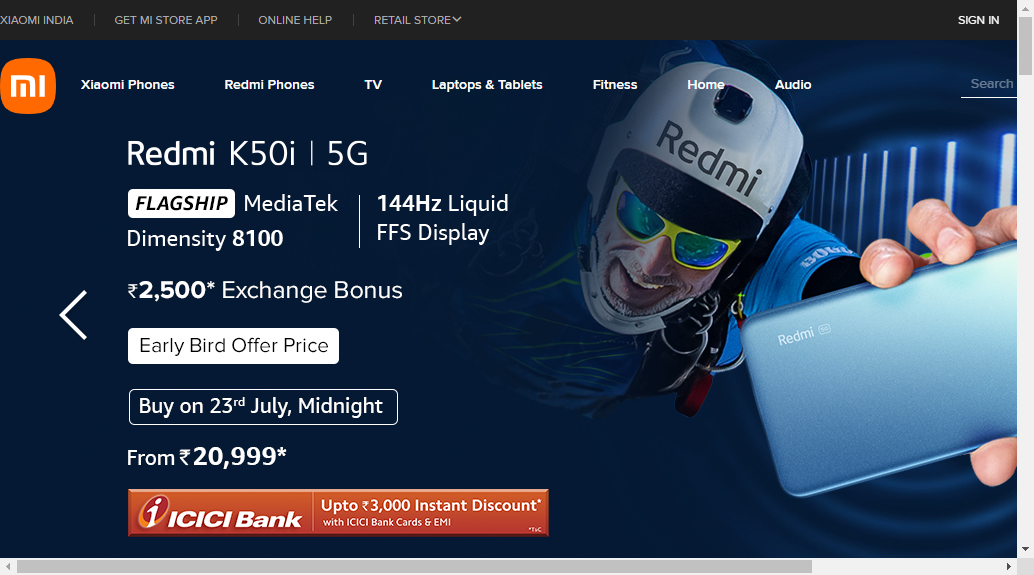 XIAOMI INDIA
GET MI STORE APP
ONLINE HELP
RETAIL STORE
SIGN IN
mi
Xiaomi Phones
Redmi Phones
TV
Laptops & Tablets
Fitness
Home
Audio
Search
Redmi K50i | 5G
FLAGSHIP MediaTek
Dimensity 8100
144Hz Liquid
FFS Display
₹2,500* Exchange Bonus
Early Bird Offer Price
Buy on 23rd July, Midnight
From ₹20,999*
ICICI Bank
Upto ₹3,000 Instant Discount*
with ICICI Bank Cards & EMI
*T&C
Redmi
Redmi 5G